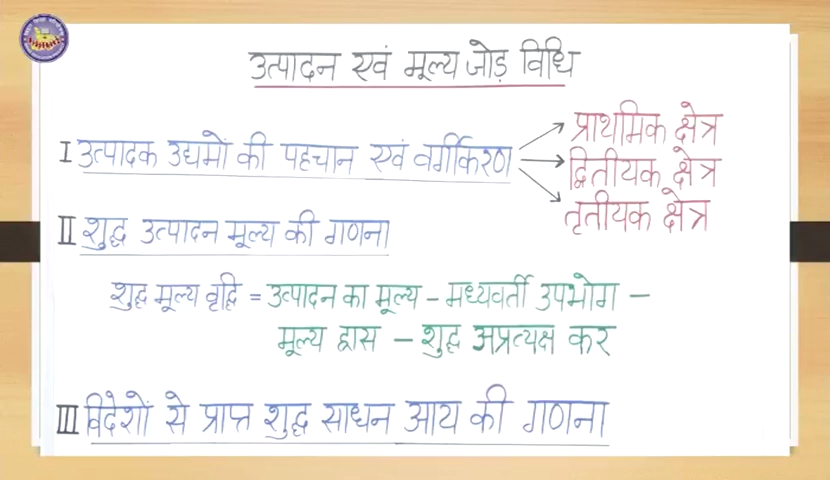 उत्पादन एवं मूल्य जोड़ विधि
I उत्पादक उद्यमों की पहचान एवं वर्गीकरण
प्राथमिक क्षेत्र
द्वितीयक क्षेत्र
तृतीयक क्षेत्र
II शुद्ध उत्पादन मूल्य की गणना
शुद्ध मूल्य वृद्धि = उत्पादन का मूल्य – मध्यवर्ती उपभोग –
मूल्य ह्रास – शुद्ध अप्रत्यक्ष कर
III विदेशों से प्राप्त शुद्ध साधन आय की गणना